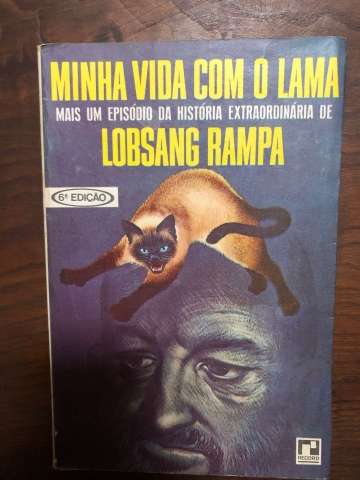 MINHA VIDA COM O LAMA
MAIS UM EPISÓDIO DA HISTÓRIA EXTRAORDINÁRIA DE
LOBSANG RAMPA
6ª EDIÇÃO
RECORD